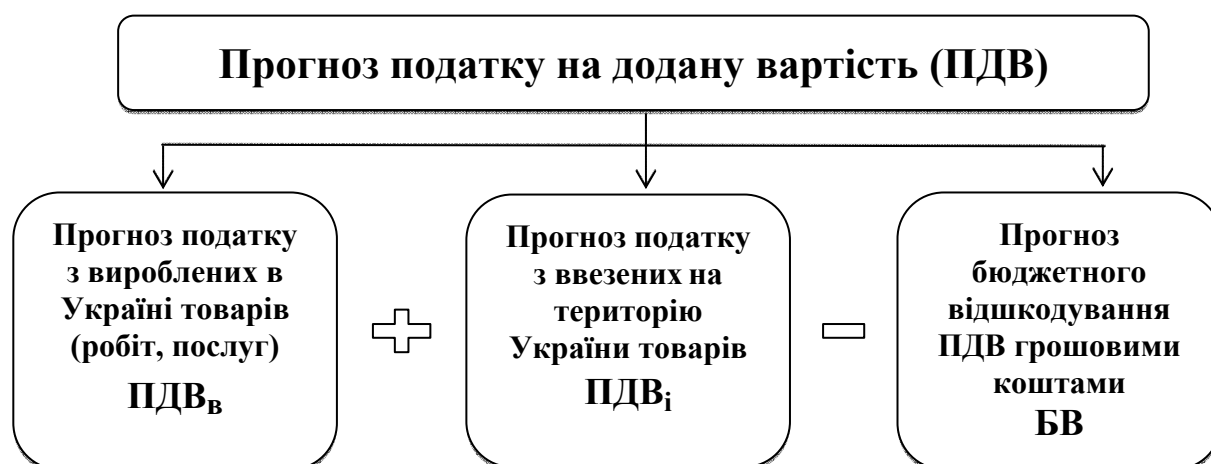 Прогноз податку на додану вартість (ПДВ)
Прогноз податку
з вироблених в
Україні товарів
(робіт, послуг)
ПДВв
Прогноз податку
з ввезених на
територію
України товарів
ПДВі
Прогноз
бюджетного
відшкодування
ПДВ грошовими
коштами
БВ